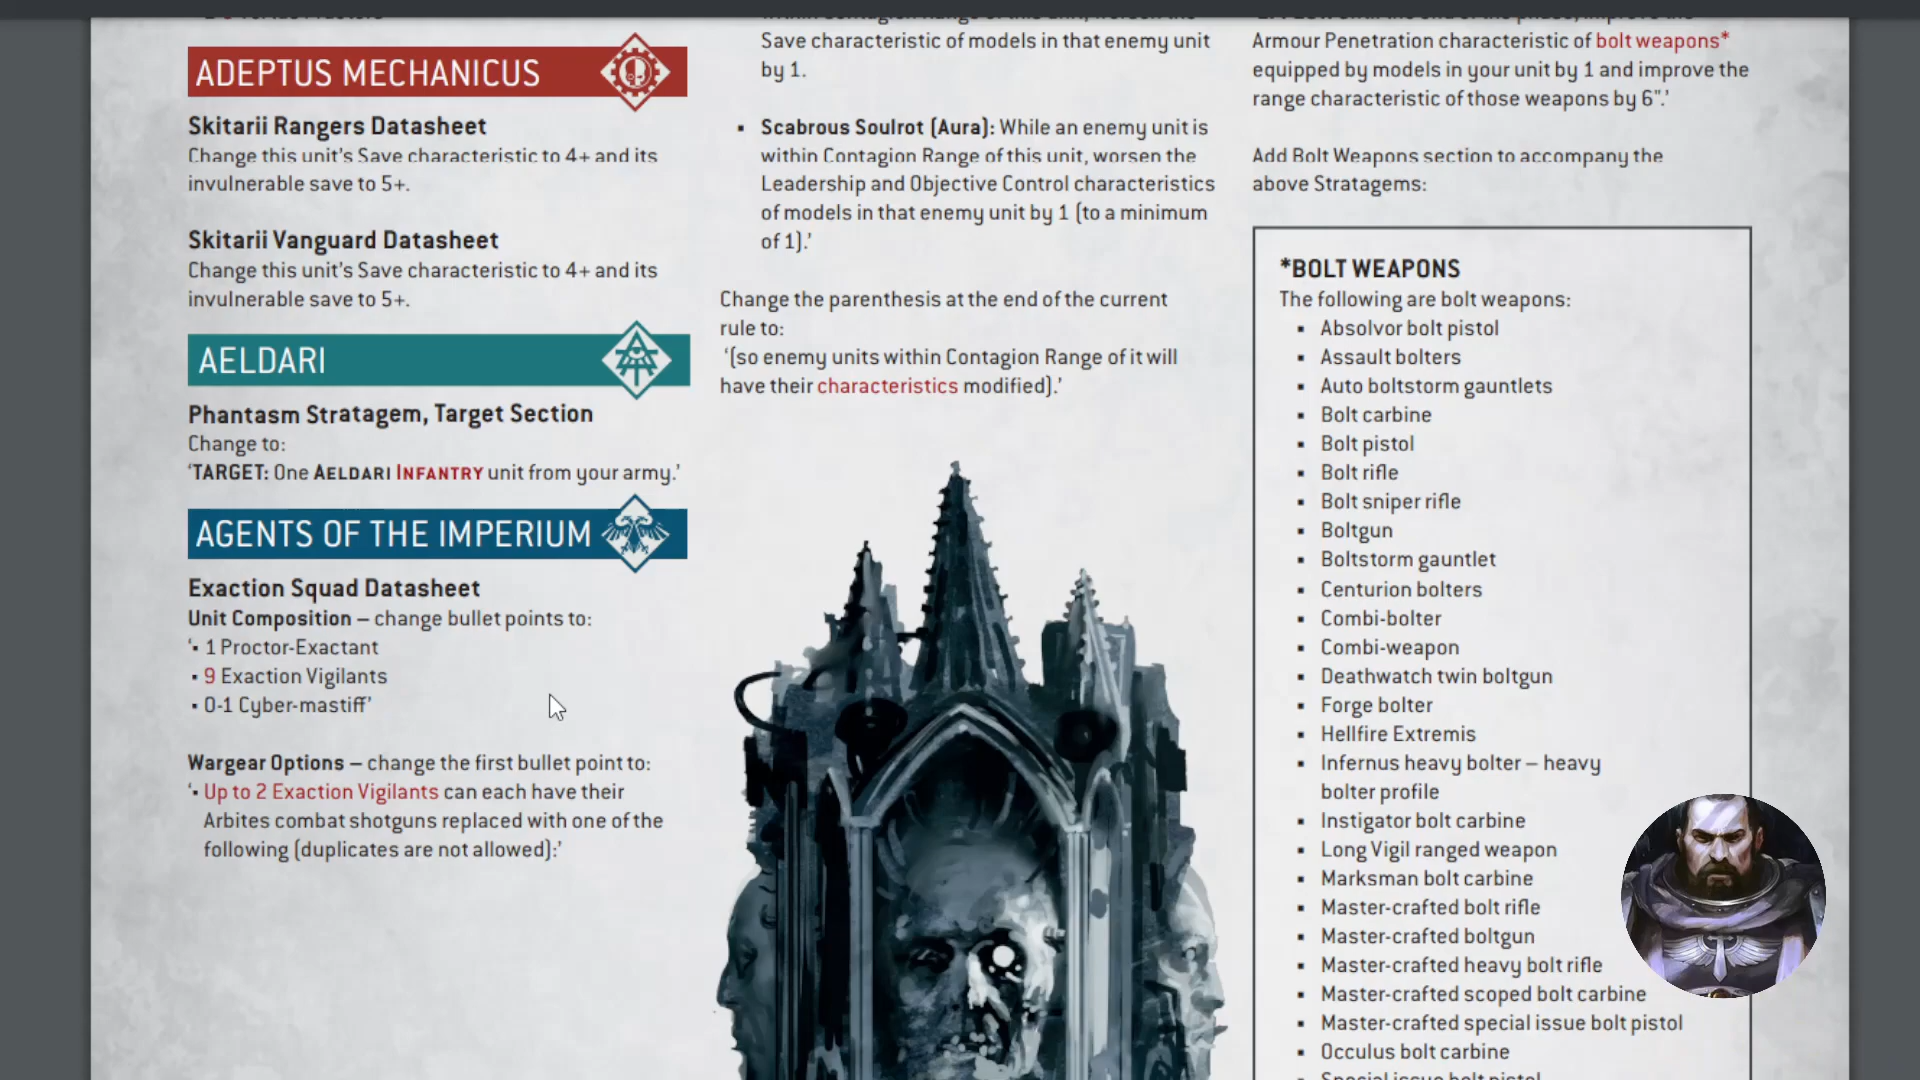 ADEPTUS MECHANICUS
Skitarii Rangers Datasheet
Change this unit's Save characteristic to 4+ and its
invulnerable save to 5+.
Skitarii Vanguard Datasheet
Change this unit's Save characteristic to 4+ and its
invulnerable save to 5+.
AELDARI
Phantasm Stratagem, Target Section
Change to:
‘TARGET: One AELDARI INFANTRY unit from your army.’
AGENTS OF THE IMPERIUM
Exaction Squad Datasheet
Unit Composition – change bullet points to:
‘▪ 1 Proctor-Exactant
▪ 9 Exaction Vigilants
▪ 0-1 Cyber-mastiff’
Wargear Options – change the first bullet point to:
‘▪ Up to 2 Exaction Vigilants can each have their
Arbites combat shotguns replaced with one of the
following (duplicates are not allowed):’
Save characteristic of models in that enemy unit
by 1.
▪ Scabrous Soulrot (Aura): While an enemy unit is
within Contagion Range of this unit, worsen the
Leadership and Objective Control characteristics
of models in that enemy unit by 1 (to a minimum
of 1).’
Change the parenthesis at the end of the current
rule to:
‘(so enemy units within Contagion Range of it will
have their characteristics modified).’
Armour Penetration characteristic of bolt weapons*
equipped by models in your unit by 1 and improve the
range characteristic of those weapons by 6".’
Add Bolt Weapons section to accompany the
above Stratagems:
*BOLT WEAPONS
The following are bolt weapons:
▪ Absolvor bolt pistol
▪ Assault bolters
▪ Auto boltstorm gauntlets
▪ Bolt carbine
▪ Bolt pistol
▪ Bolt rifle
▪ Bolt sniper rifle
▪ Boltgun
▪ Boltstorm gauntlet
▪ Centurion bolters
▪ Combi-bolter
▪ Combi-weapon
▪ Deathwatch twin boltgun
▪ Forge bolter
▪ Hellfire Extremis
▪ Infernus heavy bolter – heavy
bolter profile
▪ Instigator bolt carbine
▪ Long Vigil ranged weapon
▪ Marksman bolt carbine
▪ Master-crafted bolt rifle
▪ Master-crafted boltgun
▪ Master-crafted heavy bolt rifle
▪ Master-crafted scoped bolt carbine
▪ Master-crafted special issue bolt pistol
▪ Occulus bolt carbine